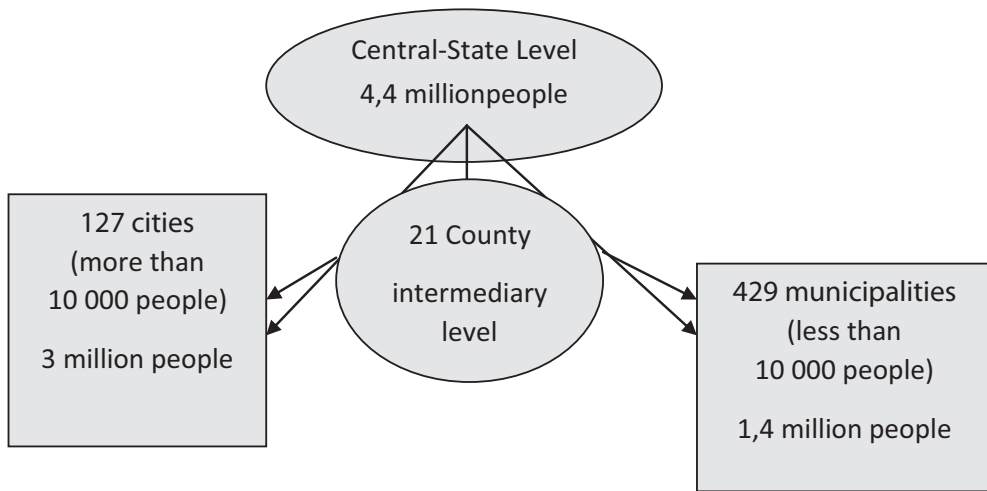 Central-State Level
4,4 millionpeople
127 cities
(more than
10 000 people)
3 million people
21 County
intermediary
level
429 municipalities
(less than
10 000 people)
1,4 million people